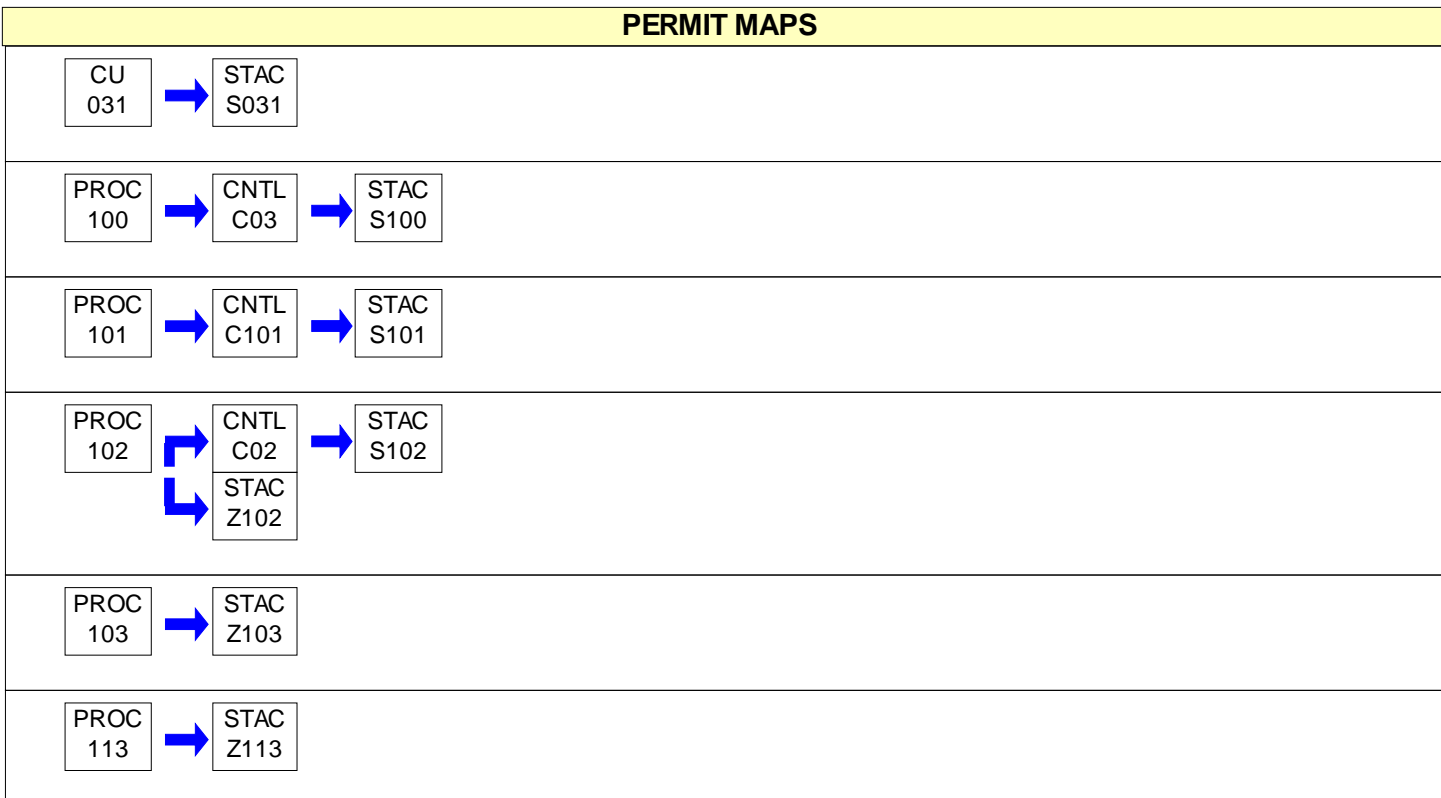 PERMIT MAPS
CU
031
STAC
S031
PROC
100
CNTL
C03
STAC
S100
PROC
101
CNTL
C101
STAC
S101
PROC
102
CNTL
C02
STAC
S102
STAC
Z102
PROC
103
STAC
Z103
PROC
113
STAC
Z113